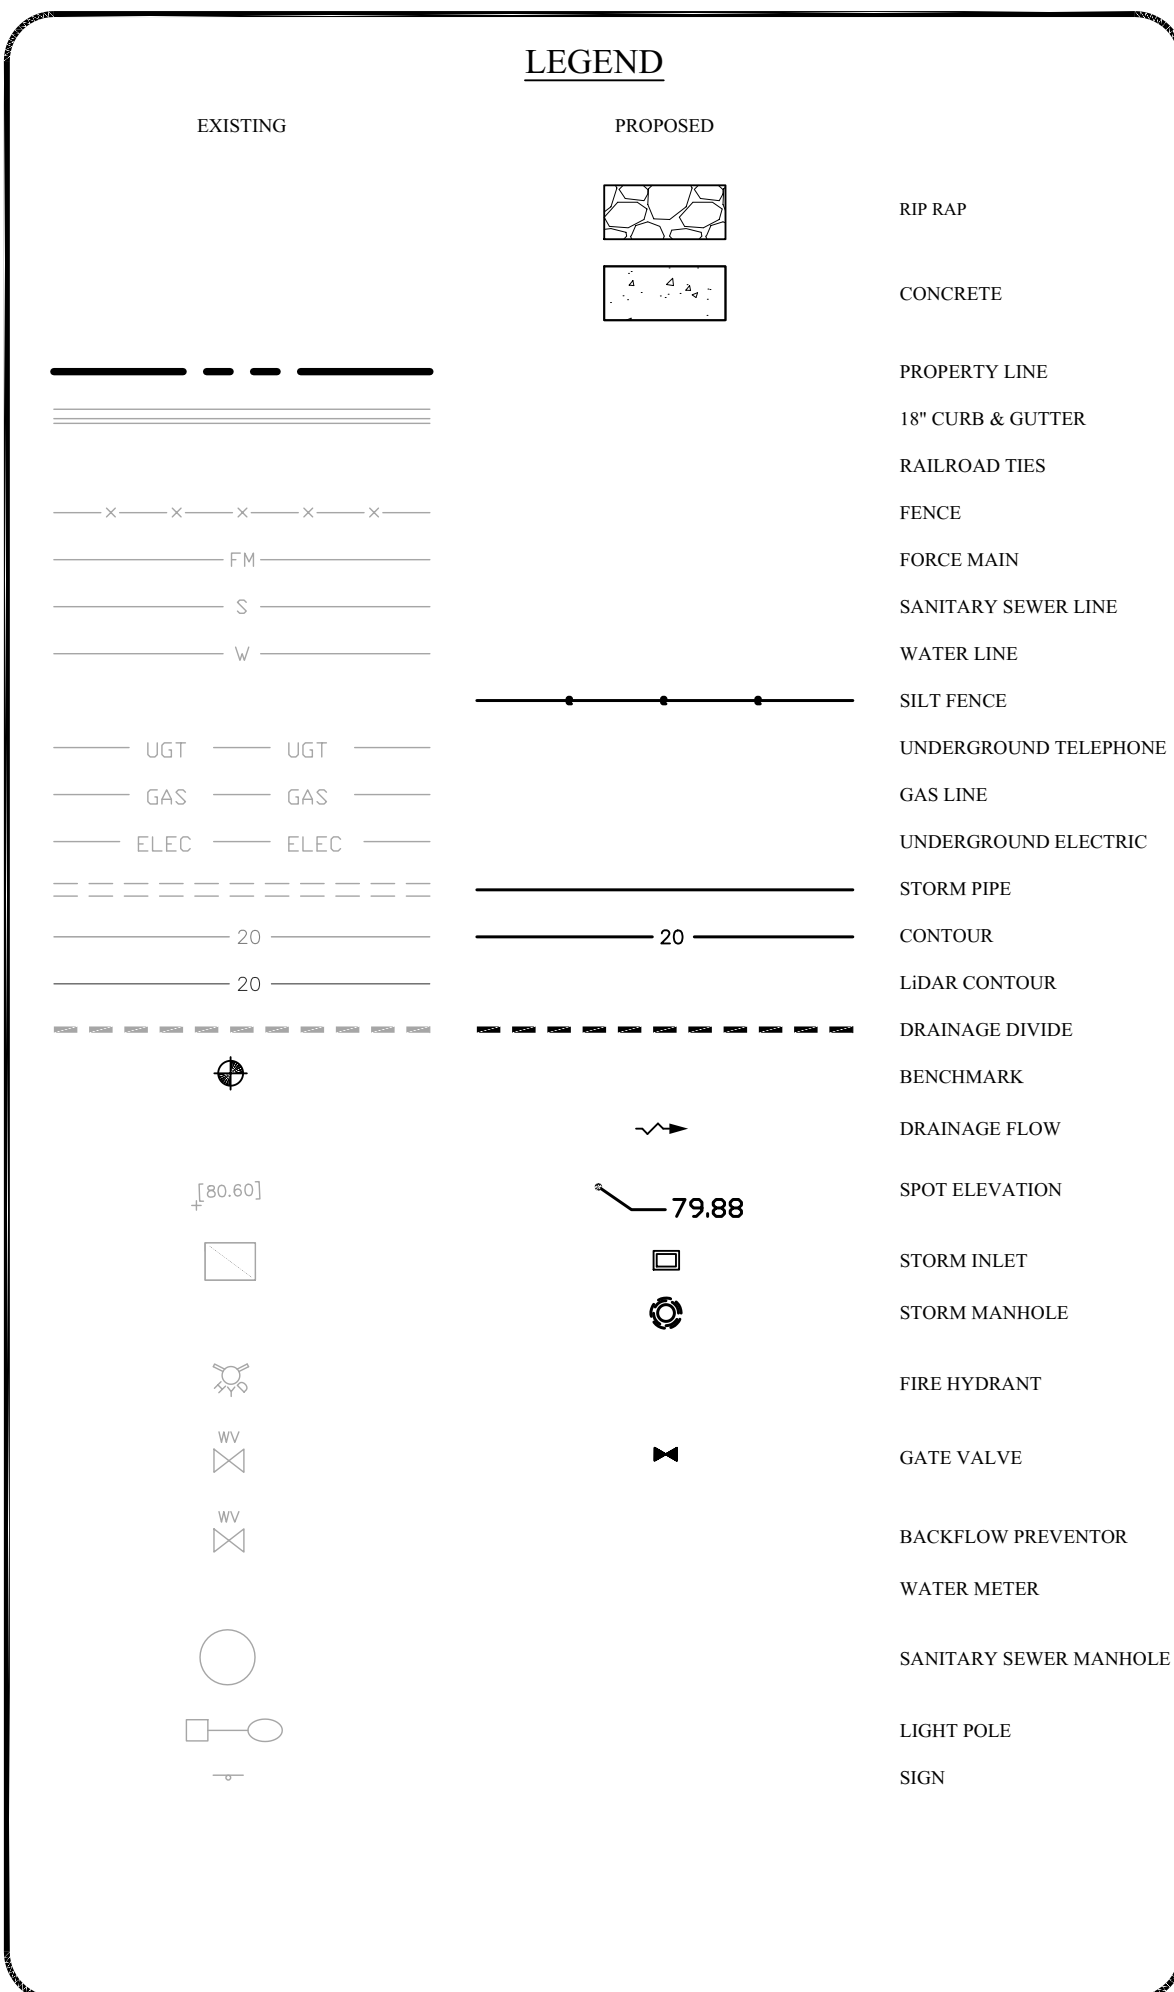 LEGEND
EXISTING PROPOSED
RIP RAP
CONCRETE
PROPERTY LINE
18" CURB & GUTTER
RAILROAD TIES
FENCE
FM FORCE MAIN
S SANITARY SEWER LINE
W WATER LINE
SILT FENCE
UGT UGT UNDERGROUND TELEPHONE
GAS GAS GAS LINE
ELEC ELEC UNDERGROUND ELECTRIC
STORM PIPE
20 20 CONTOUR
20 LiDAR CONTOUR
DRAINAGE DIVIDE
BENCHMARK
DRAINAGE FLOW
[80.60] 79.88 SPOT ELEVATION
STORM INLET
STORM MANHOLE
HYD FIRE HYDRANT
WV GATE VALVE
WV BACKFLOW PREVENTOR
WATER METER
SANITARY SEWER MANHOLE
LIGHT POLE
SIGN